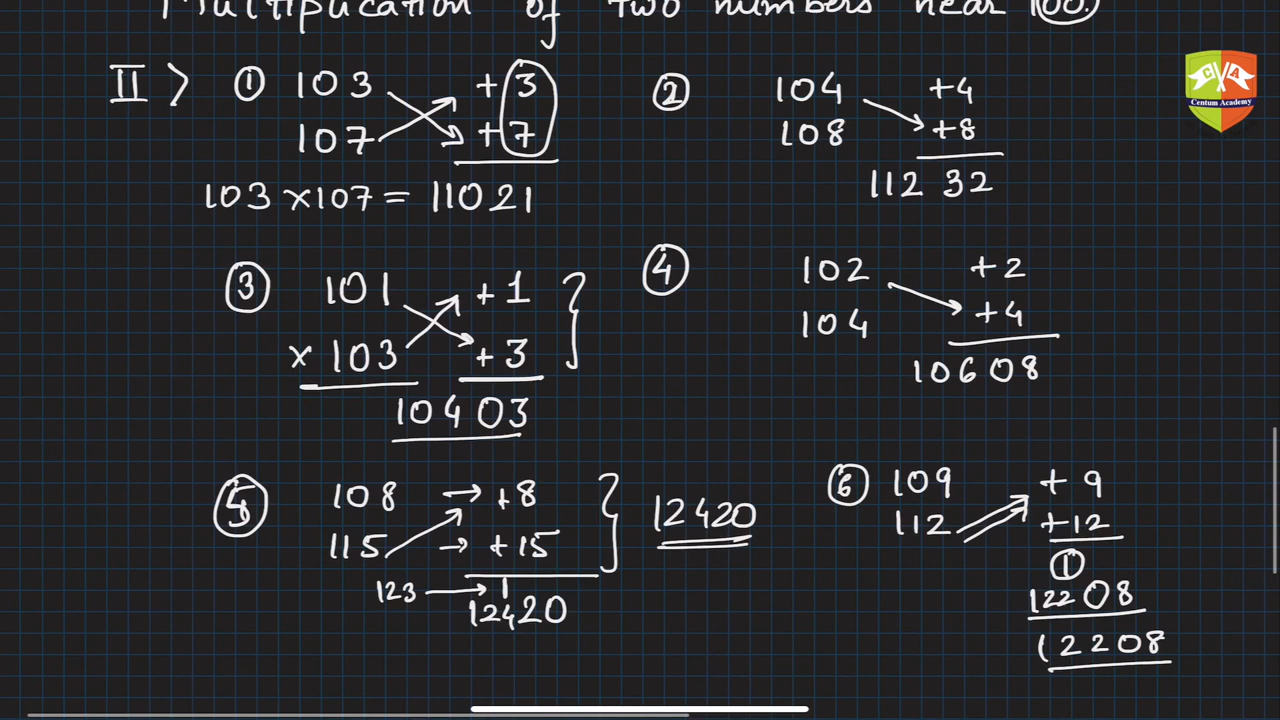 Multiplication of two numbers near 100.
II > ① 103 +3
107 +7
103 × 107 = 11021
② 104 +4
108 +8
112 32
③ 101 +1
× 103 +3
10403
④ 102 +2
104 +4
10608
⑤ 108 → +8
115 → +15
123 → 1
12420
12420
⑥ 109 +9
112 +12
①
12208
12208
C A
Centum Academy